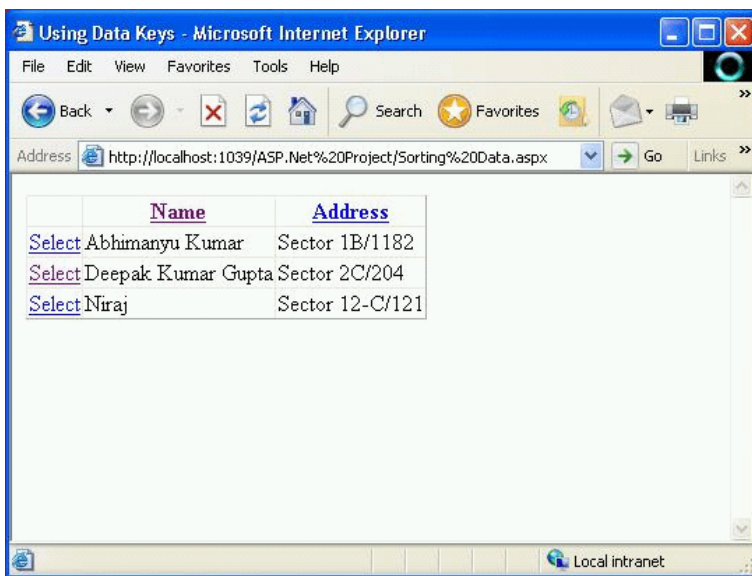 Using Data Keys - Microsoft Internet Explorer
File Edit View Favorites Tools Help
Back Search Favorites »
Address http://localhost:1039/ASP.Net%20Project/Sorting%20Data.aspx Go Links »
Name Address
Select Abhimanyu Kumar Sector 1B/1182
Select Deepak Kumar Gupta Sector 2C/204
Select Niraj Sector 12-C/121
Local intranet